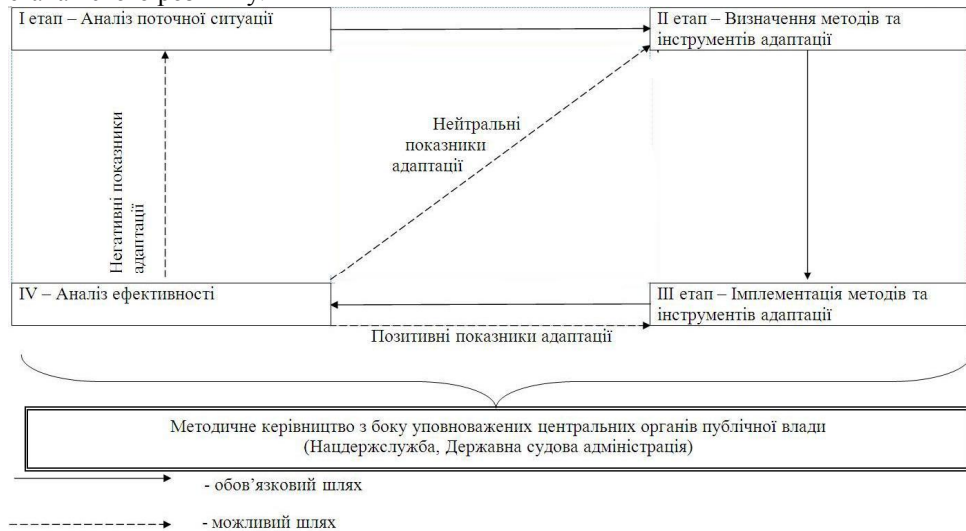 І етап – Аналіз поточної ситуації
ІІ етап – Визначення методів та
інструментів адаптації
Нейтральні
показники
адаптації
Негативні показники
адаптації
IV – Аналіз ефективності
ІІІ етап – Імплементація методів та
інструментів адаптації
Позитивні показники адаптації
Методичне керівництво з боку уповноважених центральних органів публічної влади
(Нацдержслужба, Державна судова адміністрація)
- обов’язковий шлях
- можливий шлях